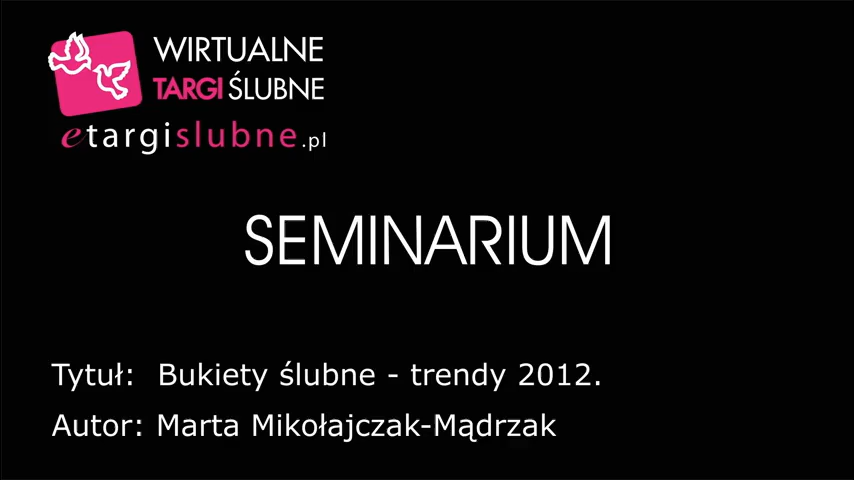 WIRTUALNE
TARGI ŚLUBNE
etargislubne.pl
SEMINARIUM
Tytuł: Bukiety ślubne - trendy 2012.
Autor: Marta Mikołajczak-Mądrzak